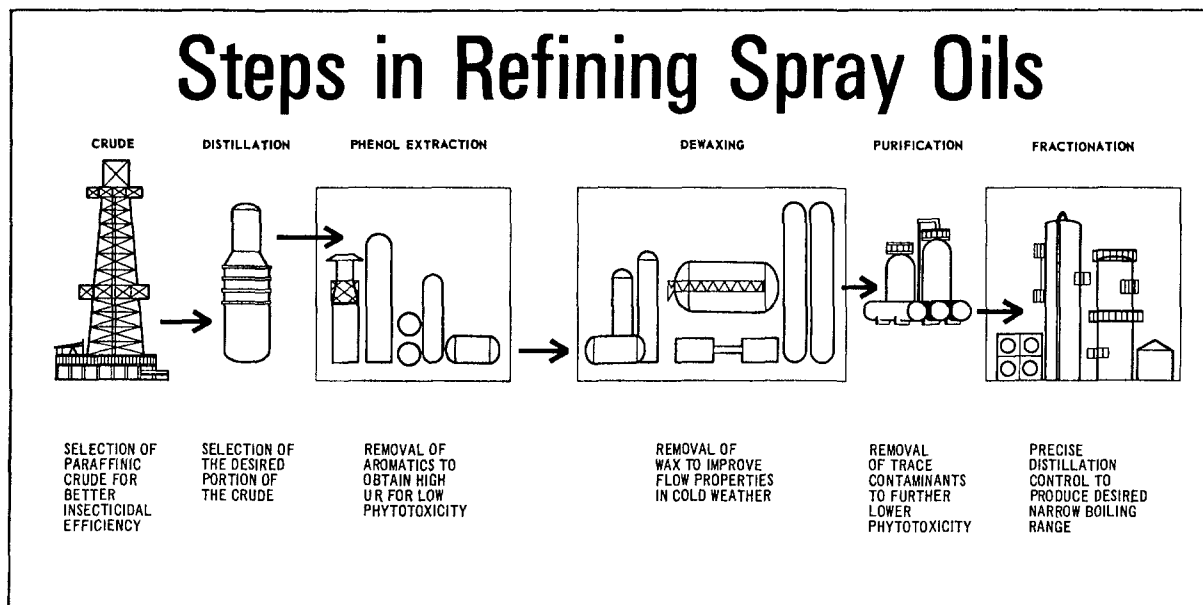 Steps in Refining Spray Oils
CRUDE
DISTILLATION
PHENOL EXTRACTION
DEWAXING
PURIFICATION
FRACTIONATION
SELECTION OF
PARAFFINIC
CRUDE FOR
BETTER
INSECTICIDAL
EFFICIENCY
SELECTION OF
THE DESIRED
PORTION OF
THE CRUDE
REMOVAL OF
AROMATICS TO
OBTAIN HIGH
UR FOR LOW
PHYTOTOXICITY
REMOVAL OF
WAX TO IMPROVE
FLOW PROPERTIES
IN COLD WEATHER
REMOVAL
OF TRACE
CONTAMINANTS
TO FURTHER
LOWER
PHYTOTOXICITY
PRECISE
DISTILLATION
CONTROL TO
PRODUCE DESIRED
NARROW BOILING
RANGE